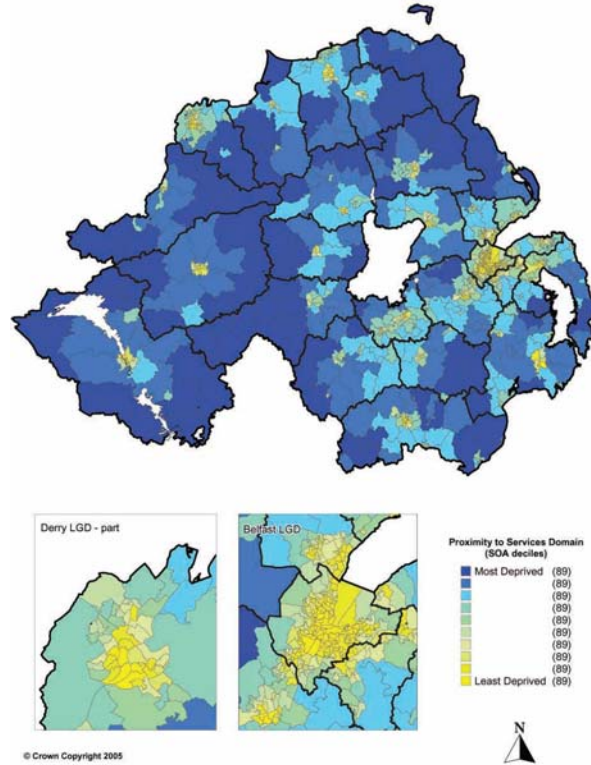 Derry LGD - part
Belfast LGD
Proximity to Services Domain
(SOA deciles)
Most Deprived (89)
(89)
(89)
(89)
(89)
(89)
(89)
(89)
(89)
Least Deprived (89)
N
© Crown Copyright 2005